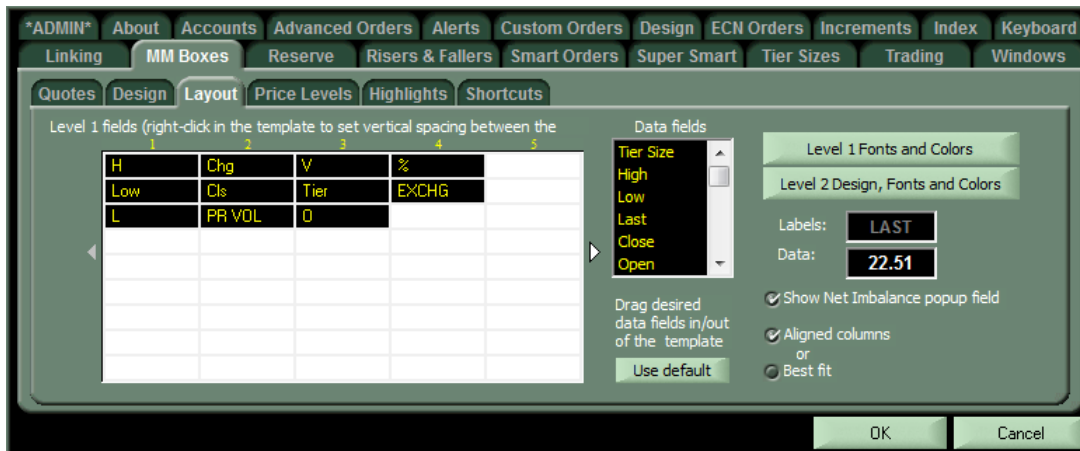 *ADMIN* About Accounts Advanced Orders Alerts Custom Orders Design ECN Orders Increments Index Keyboard
Linking MM Boxes Reserve Risers & Fallers Smart Orders Super Smart Tier Sizes Trading Windows
Quotes Design Layout Price Levels Highlights Shortcuts
Level 1 fields (right-click in the template to set vertical spacing between the
1 2 3 4 5
H Chg V %
Low Cls Tier EXCHG
L PR VOL O
Data fields
Tier Size
High
Low
Last
Close
Open
Drag desired
data fields in/out
of the template
Use default
Level 1 Fonts and Colors
Level 2 Design, Fonts and Colors
Labels: LAST
Data: 22.51
Show Net Imbalance popup field
Aligned columns
or
Best fit
OK Cancel